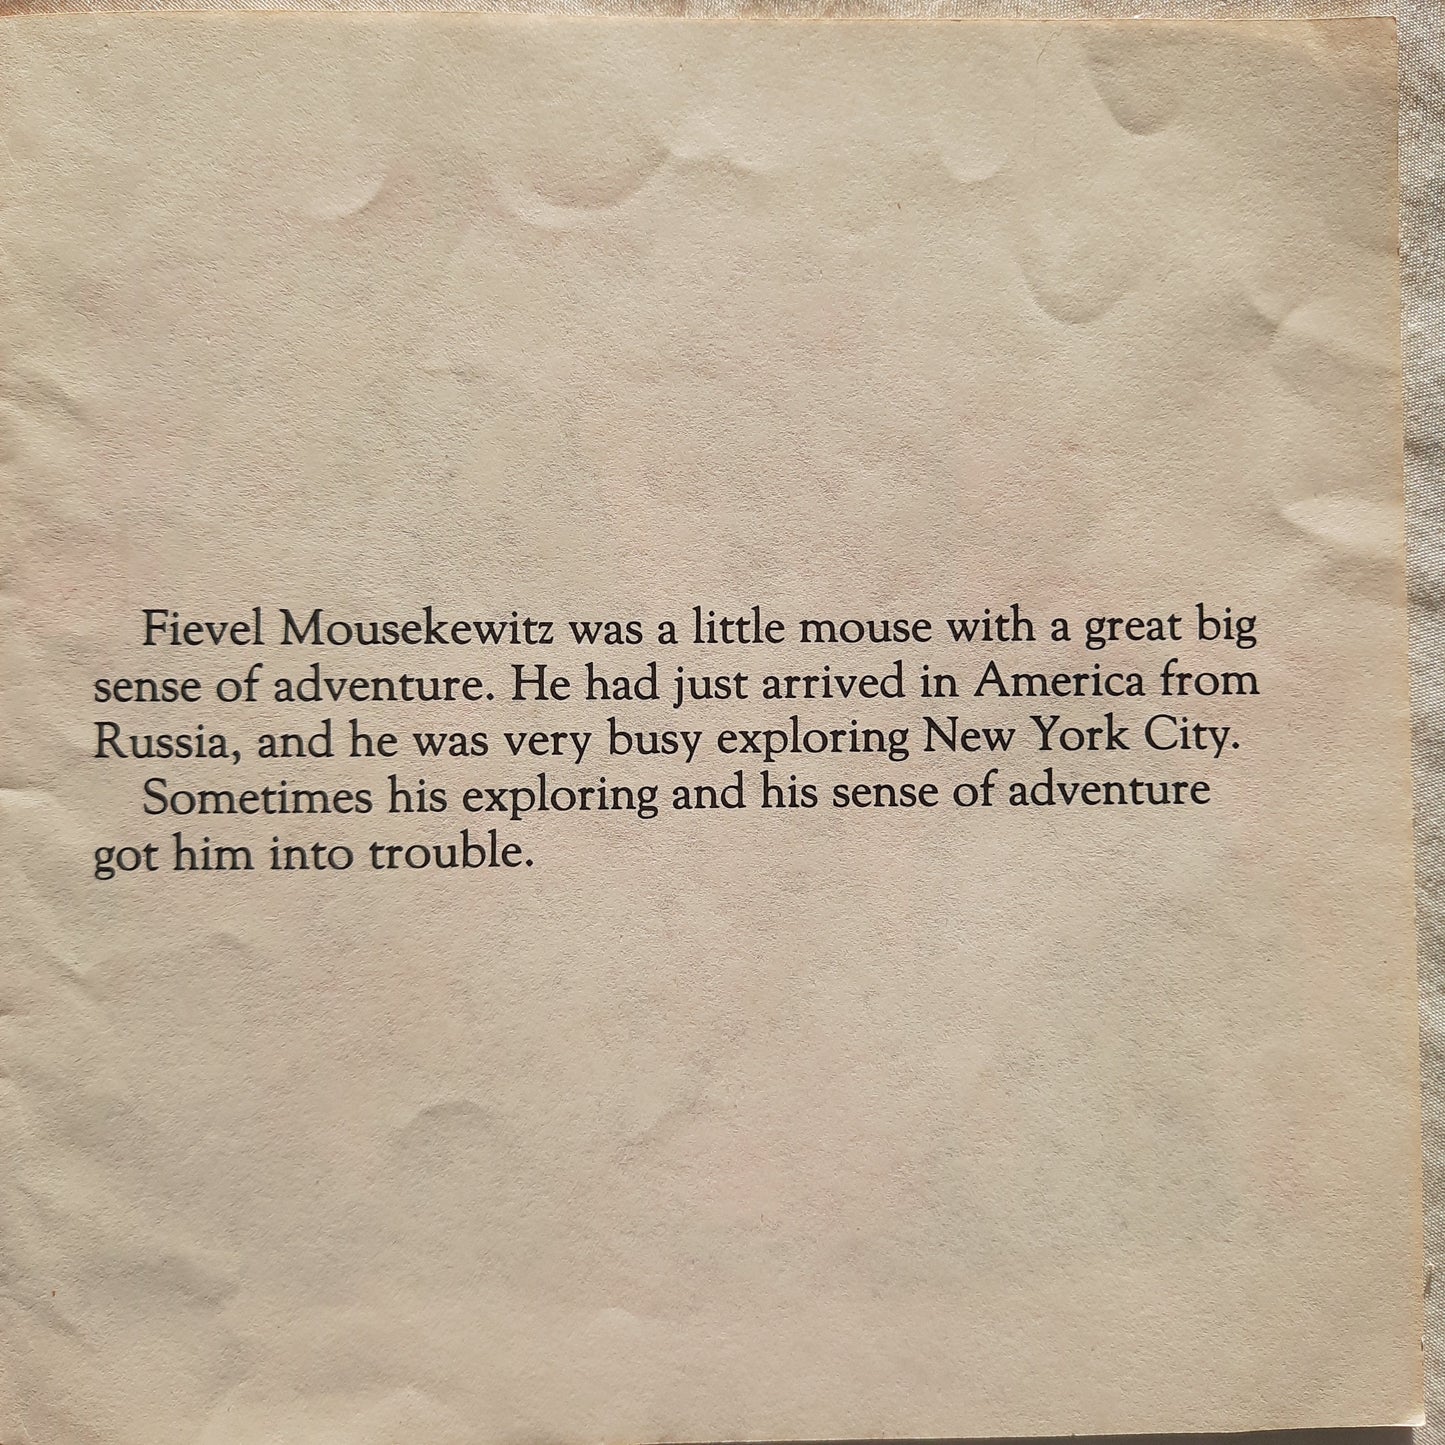 Fievel Mousekewitz was a little mouse with a great big
sense of adventure. He had just arrived in America from
Russia, and he was very busy exploring New York City.
Sometimes his exploring and his sense of adventure
got him into trouble.